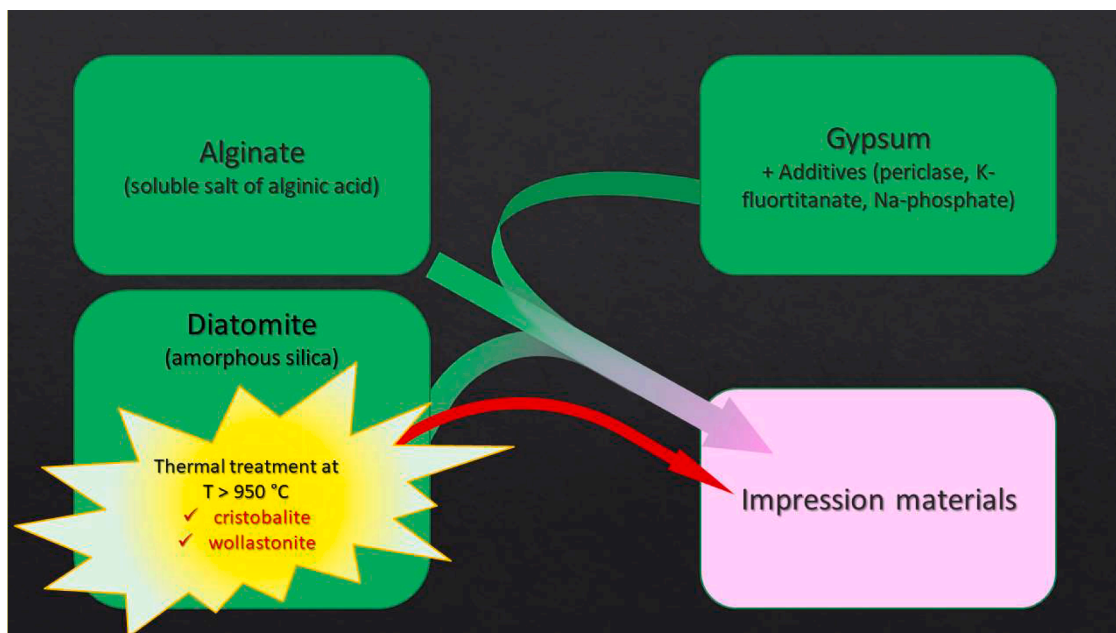 Alginate
(soluble salt of alginic acid)
Gypsum
+ Additives (periclase, K-
fluortitanate, Na-phosphate)
Diatomite
(amorphous silica)
Thermal treatment at
T > 950 °C
✓ cristobalite
✓ wollastonite
Impression materials